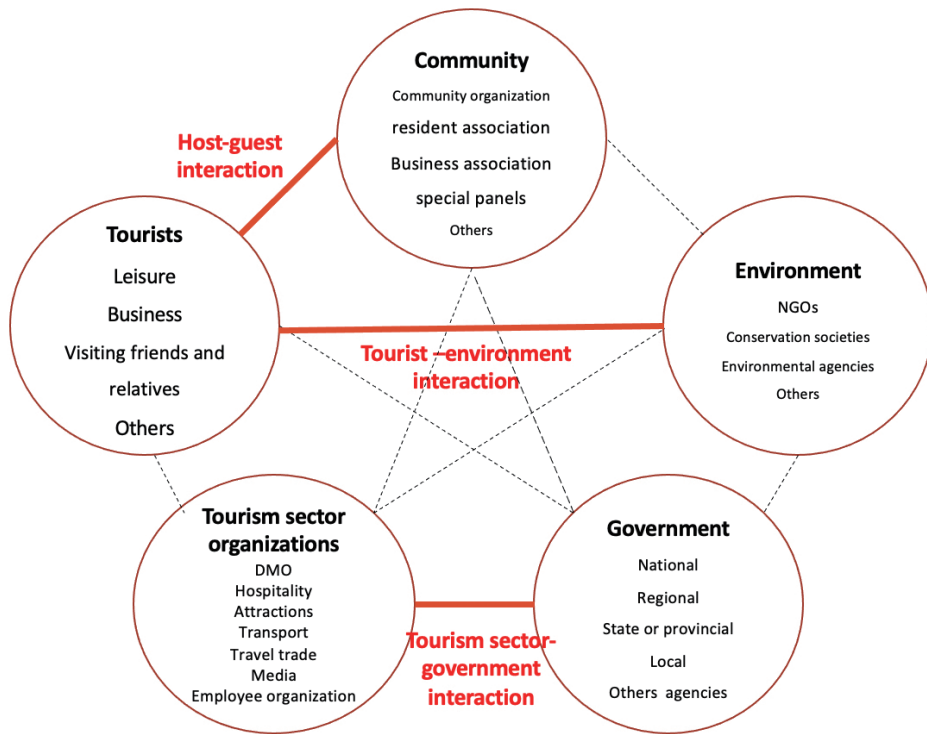 Community
Community organization
resident association
Business association
special panels
Others
Host-guest
interaction
Tourists
Leisure
Business
Visiting friends and
relatives
Others
Environment
NGOs
Conservation societies
Environmental agencies
Others
Tourist –environment
interaction
Tourism sector
organizations
DMO
Hospitality
Attractions
Transport
Travel trade
Media
Employee organization
Government
National
Regional
State or provincial
Local
Others agencies
Tourism sector-
government
interaction